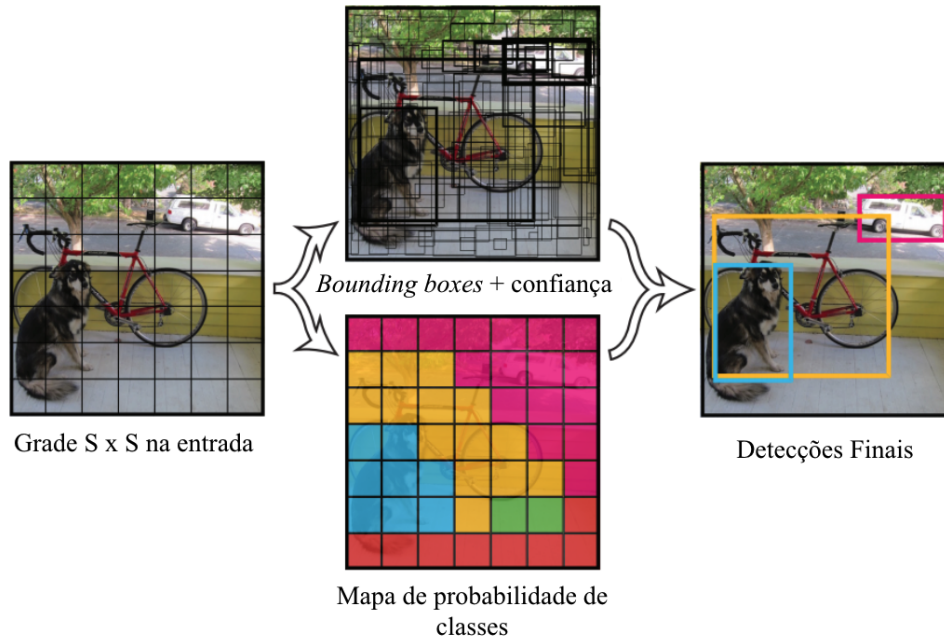 Bounding boxes + confiança
Grade S x S na entrada
Detecções Finais
Mapa de probabilidade de
classes